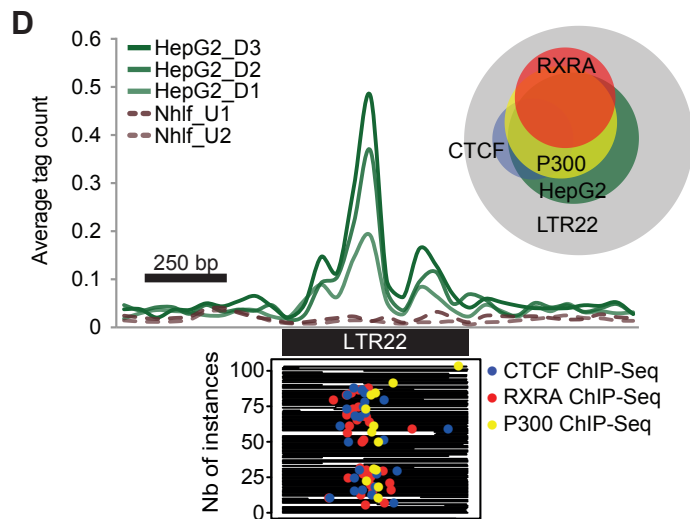 D
0.6
0.5
0.4
0.3
0.2
0.1
0
Average tag count
HepG2_D3
HepG2_D2
HepG2_D1
Nhlf_U1
Nhlf_U2
250 bp
RXRA
CTCF
P300
HepG2
LTR22
LTR22
100
75
50
25
0
Nb of instances
CTCF ChIP-Seq
RXRA ChIP-Seq
P300 ChIP-Seq